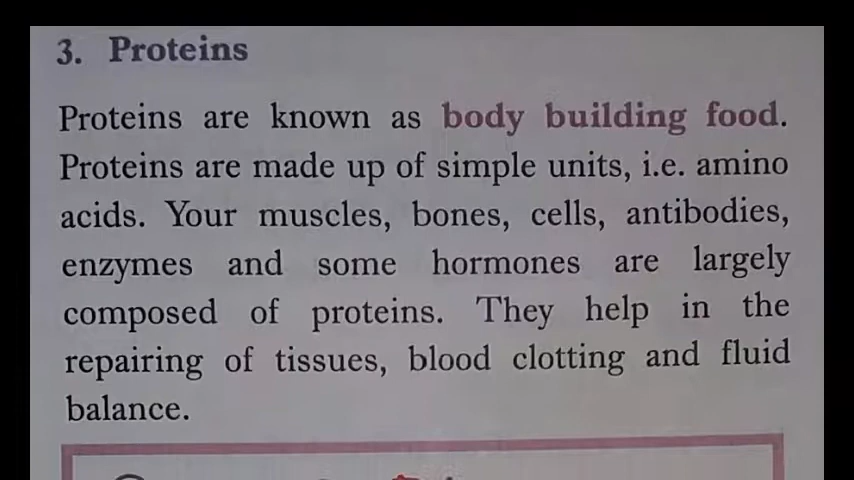 3. Proteins
Proteins are known as body building food.
Proteins are made up of simple units, i.e. amino
acids. Your muscles, bones, cells, antibodies,
enzymes and some hormones are largely
composed of proteins. They help in the
repairing of tissues, blood clotting and fluid
balance.